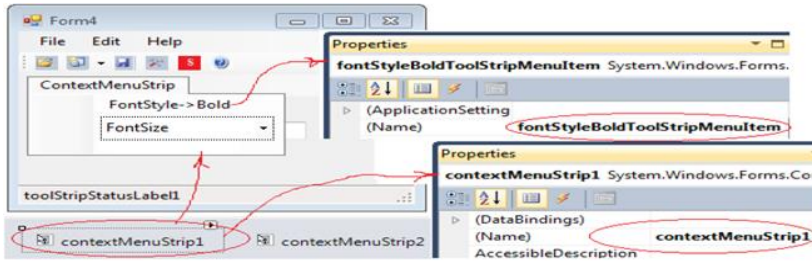 Form4
File Edit Help
S
ContextMenuStrip
FontStyle->Bold
FontSize
toolStripStatusLabel1
contextMenuStrip1
contextMenuStrip2
Properties
fontStyleBoldToolStripMenuItem System.Windows.Forms.
(ApplicationSetting
(Name) fontStyleBoldToolStripMenuItem
Properties
contextMenuStrip1 System.Windows.Forms.Co
(DataBindings)
(Name) contextMenuStrip1
AccessibleDescription